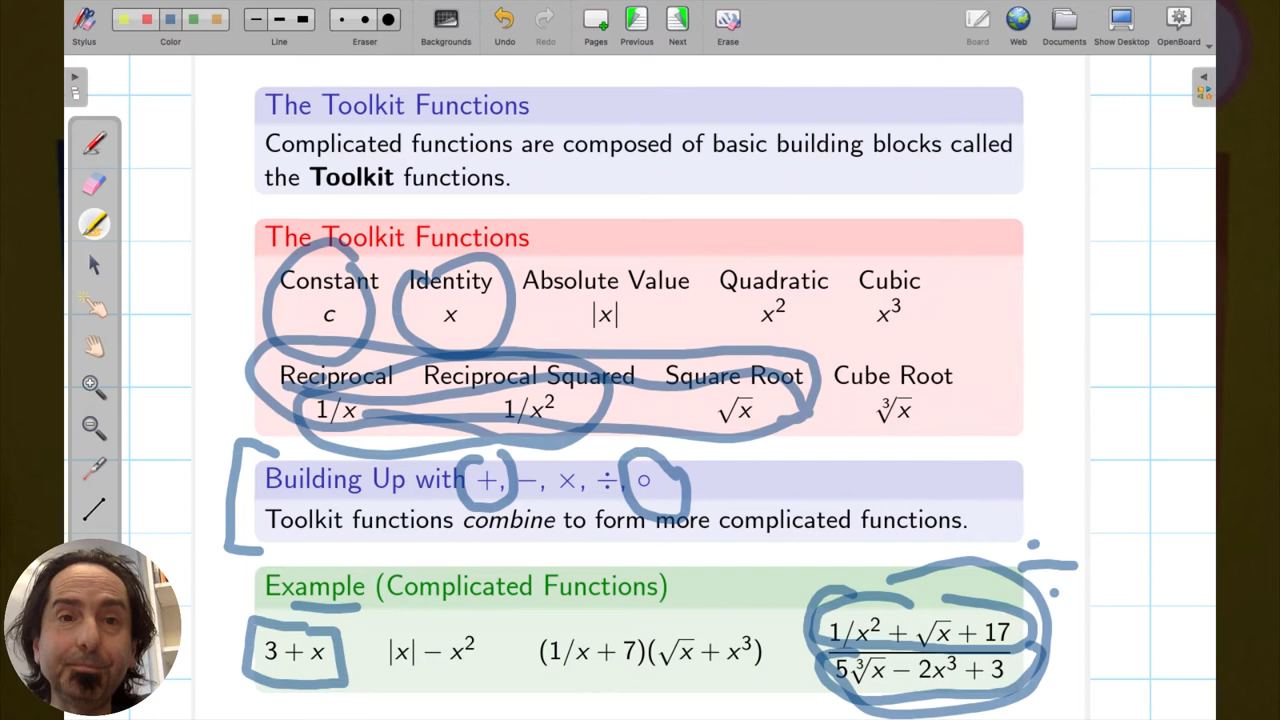 Stylus Color Line Eraser Backgrounds Undo Redo Pages Previous Next Erase Board Web Documents Show Desktop OpenBoard
The Toolkit Functions
Complicated functions are composed of basic building blocks called
the Toolkit functions.
The Toolkit Functions
Constant Identity Absolute Value Quadratic Cubic
c x |x| x² x³
Reciprocal Reciprocal Squared Square Root Cube Root
1/x 1/x² √x ∛x
Building Up with +, −, ×, ÷, ∘
Toolkit functions combine to form more complicated functions.
÷
Example (Complicated Functions)
3 + x |x| − x² (1/x + 7)(√x + x³)
1/x² + √x + 17
5∛x − 2x³ + 3